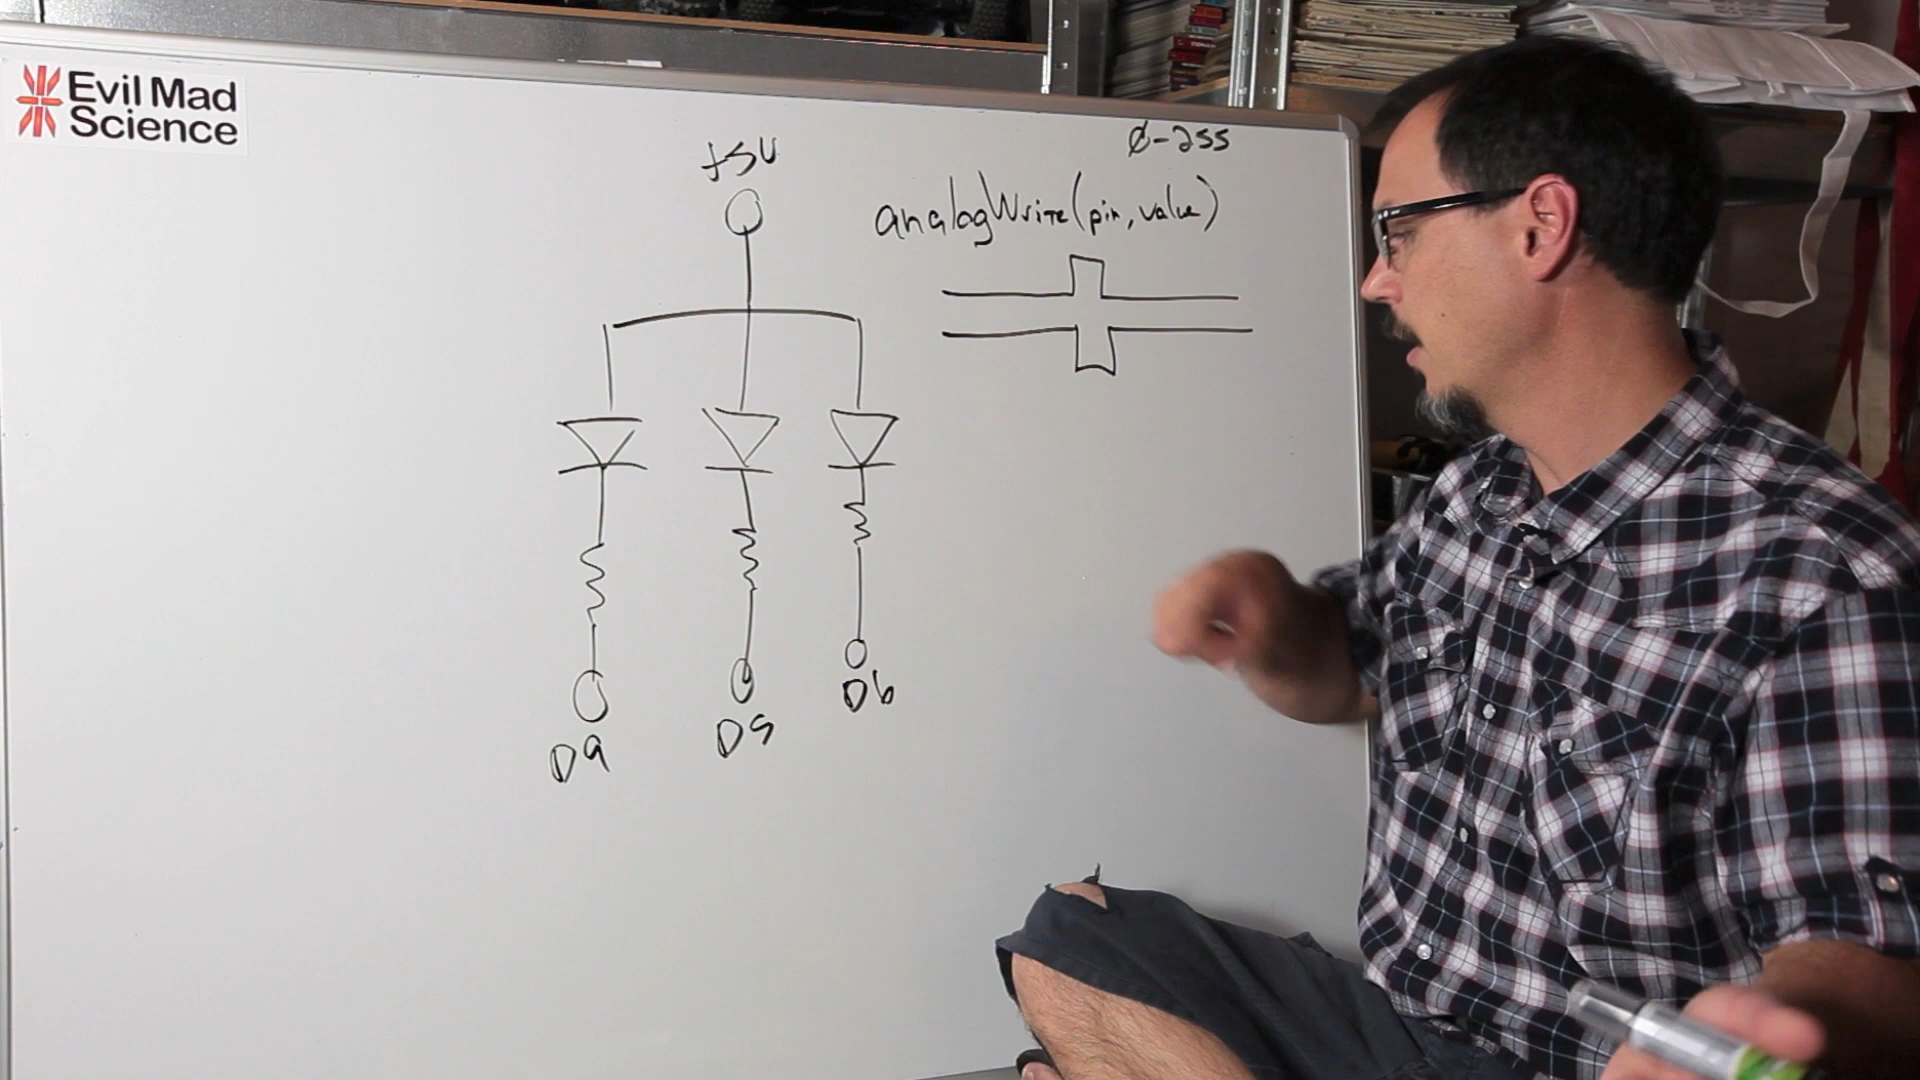 Evil Mad
Science
+5V
Ø-255
analogWrite(pin, value)
D9
D5
D6